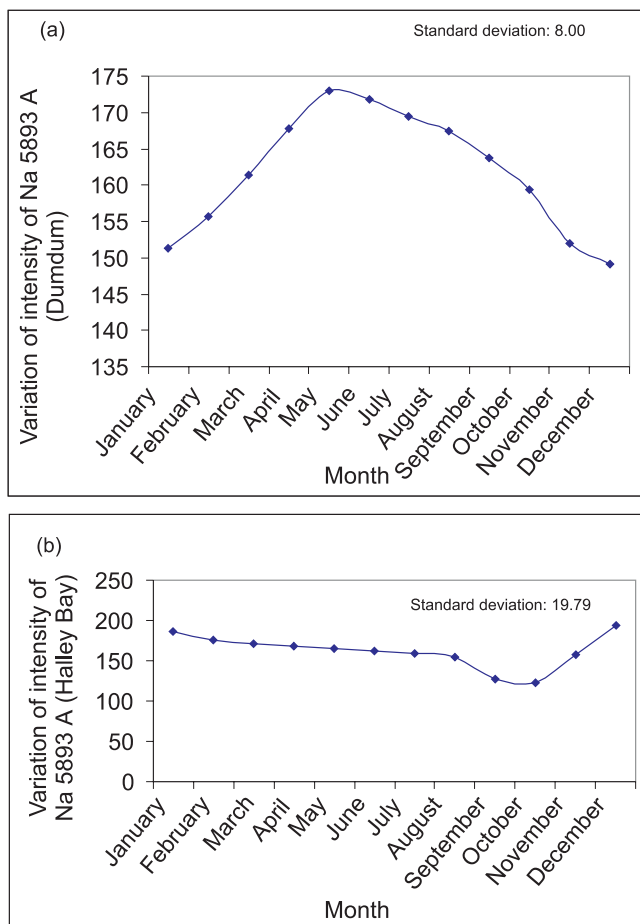 (a)
Standard deviation: 8.00
Variation of intensity of Na 5893 A
(Dumdum)
175
170
165
160
155
150
145
140
135
January
February
March
April
May
June
July
August
September
October
November
December
Month
(b)
Standard deviation: 19.79
Variation of intensity of
Na 5893 A (Halley Bay)
250
200
150
100
50
0
January
February
March
April
May
June
July
August
September
October
November
December
Month